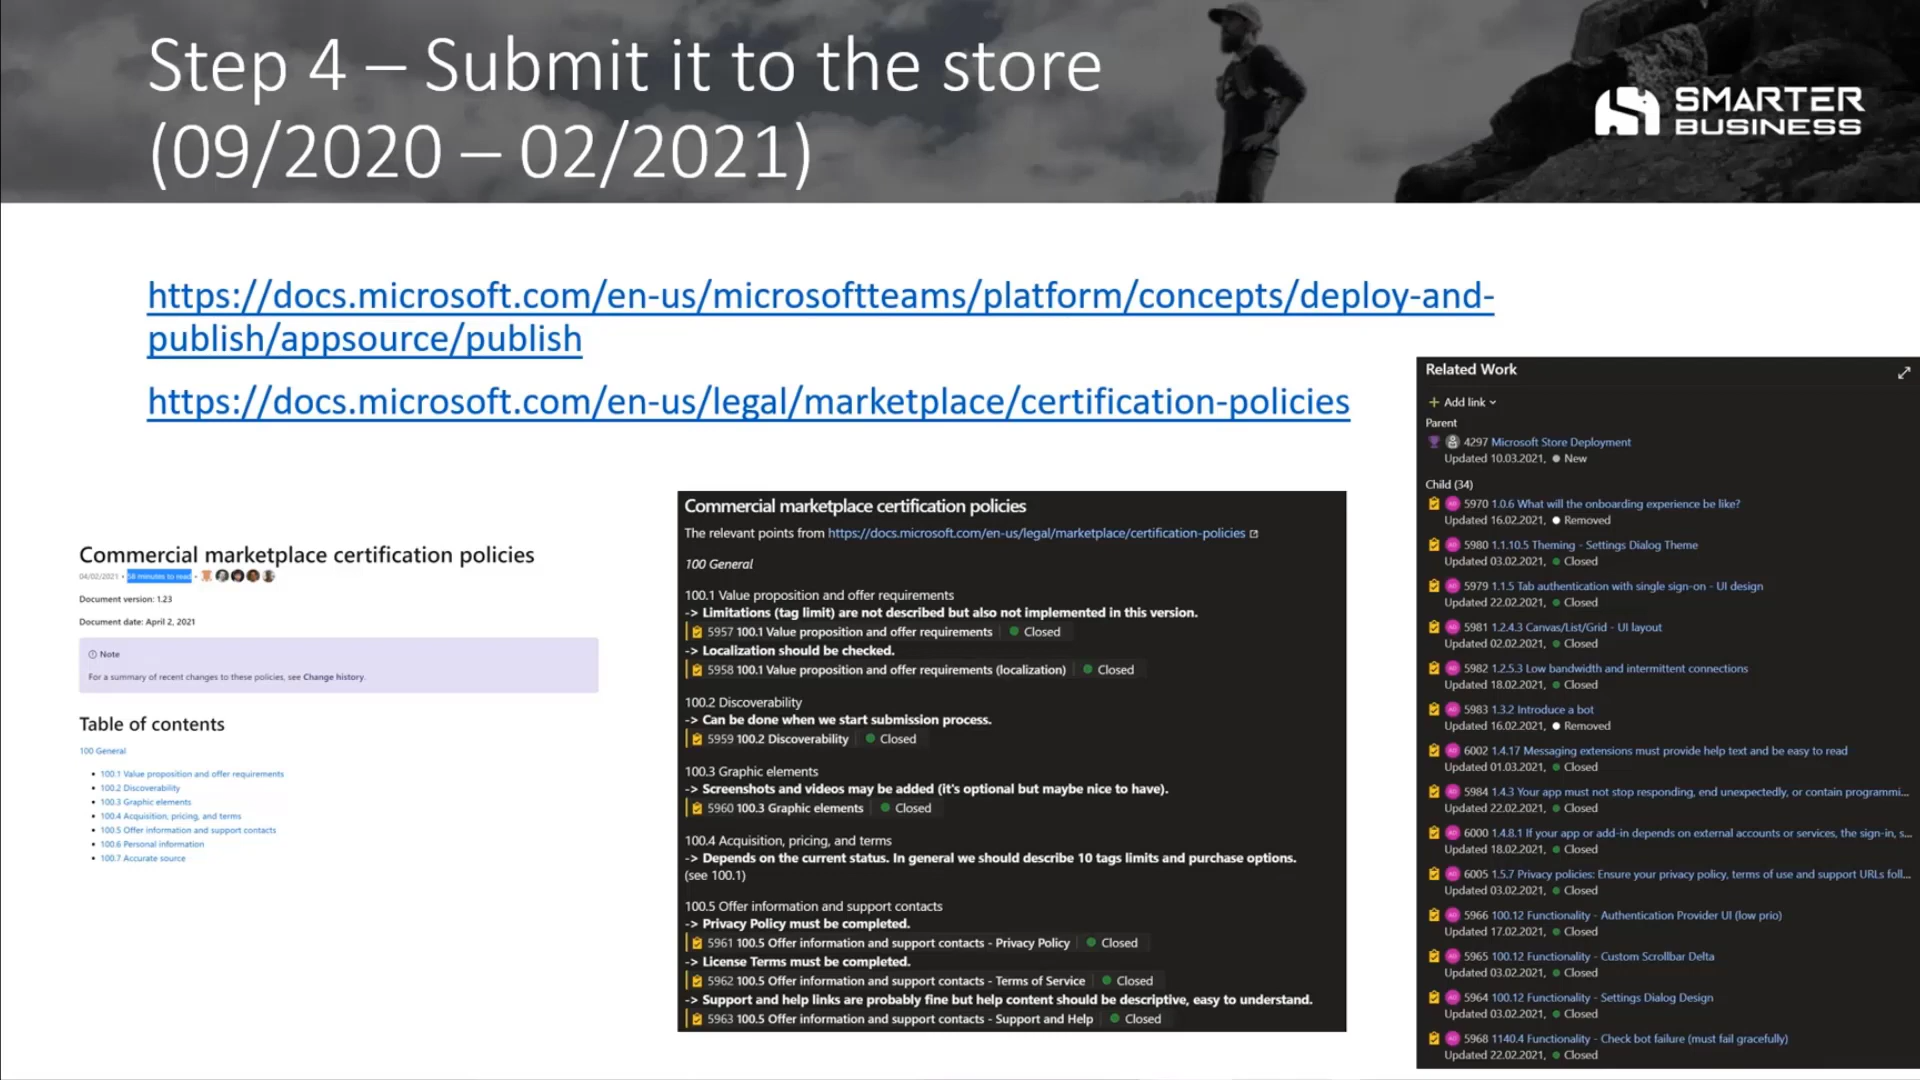 Step 4 – Submit it to the store
(09/2020 – 02/2021)
SMARTER
BUSINESS
https://docs.microsoft.com/en-us/microsoftteams/platform/concepts/deploy-and-
publish/appsource/publish
https://docs.microsoft.com/en-us/legal/marketplace/certification-policies
Commercial marketplace certification policies
04/02/2021 • 58 minutes to read •
Document version: 1.23
Document date: April 2, 2021
Note
For a summary of recent changes to these policies, see Change history.
Table of contents
100 General
• 100.1 Value proposition and offer requirements
• 100.2 Discoverability
• 100.3 Graphic elements
• 100.4 Acquisition, pricing, and terms
• 100.5 Offer information and support contacts
• 100.6 Personal information
• 100.7 Accurate source
Commercial marketplace certification policies
The relevant points from https://docs.microsoft.com/en-us/legal/marketplace/certification-policies
100 General
100.1 Value proposition and offer requirements
-> Limitations (tag limit) are not described but also not implemented in this version.
5957 100.1 Value proposition and offer requirements Closed
-> Localization should be checked.
5958 100.1 Value proposition and offer requirements (localization) Closed
100.2 Discoverability
-> Can be done when we start submission process.
5959 100.2 Discoverability Closed
100.3 Graphic elements
-> Screenshots and videos may be added (it's optional but maybe nice to have).
5960 100.3 Graphic elements Closed
100.4 Acquisition, pricing, and terms
-> Depends on the current status. In general we should describe 10 tags limits and purchase options.
(see 100.1)
100.5 Offer information and support contacts
-> Privacy Policy must be completed.
5961 100.5 Offer information and support contacts - Privacy Policy Closed
-> License Terms must be completed.
5962 100.5 Offer information and support contacts - Terms of Service Closed
-> Support and help links are probably fine but help content should be descriptive, easy to understand.
5963 100.5 Offer information and support contacts - Support and Help Closed
Related Work
+ Add link
Parent
4297 Microsoft Store Deployment
Updated 10.03.2021, New
Child (34)
5970 1.0.6 What will the onboarding experience be like?
Updated 16.02.2021, Removed
5980 1.1.10.5 Theming - Settings Dialog Theme
Updated 03.02.2021, Closed
5979 1.1.5 Tab authentication with single sign-on - UI design
Updated 22.02.2021, Closed
5981 1.2.4.3 Canvas/List/Grid - UI layout
Updated 02.02.2021, Closed
5982 1.2.5.3 Low bandwidth and intermittent connections
Updated 18.02.2021, Closed
5983 1.3.2 Introduce a bot
Updated 16.02.2021, Removed
6002 1.4.17 Messaging extensions must provide help text and be easy to read
Updated 01.03.2021, Closed
5984 1.4.3 Your app must not stop responding, end unexpectedly, or contain programmi...
Updated 22.02.2021, Closed
6000 1.4.8.1 If your app or add-in depends on external accounts or services, the sign-in, s...
Updated 18.02.2021, Closed
6005 1.5.7 Privacy policies: Ensure your privacy policy, terms of use and support URLs foll...
Updated 03.02.2021, Closed
5966 100.12 Functionality - Authentication Provider UI (low prio)
Updated 17.02.2021, Closed
5965 100.12 Functionality - Custom Scrollbar Delta
Updated 03.02.2021, Closed
5964 100.12 Functionality - Settings Dialog Design
Updated 03.02.2021, Closed
5968 1140.4 Functionality - Check bot failure (must fail gracefully)
Updated 22.02.2021, Closed